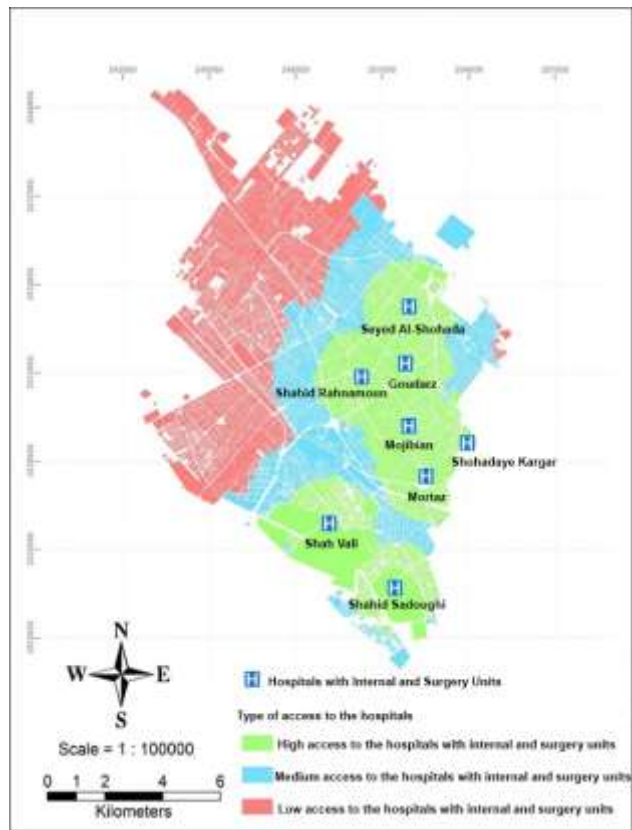 Seyed Al-Shohada
Goudarz
Shahid Rahnamoun
Mojibian
Shohadaye Kargar
Mortaz
Shah Vali
Shahid Sadoughi
N
W E
S
Hospitals with Internal and Surgery Units
Type of access to the hospitals
Scale = 1 : 100000
High access to the hospitals with internal and surgery units
0 1 2 4 6
Medium access to the hospitals with internal and surgery units
Kilometers
Low access to the hospitals with internal and surgery units